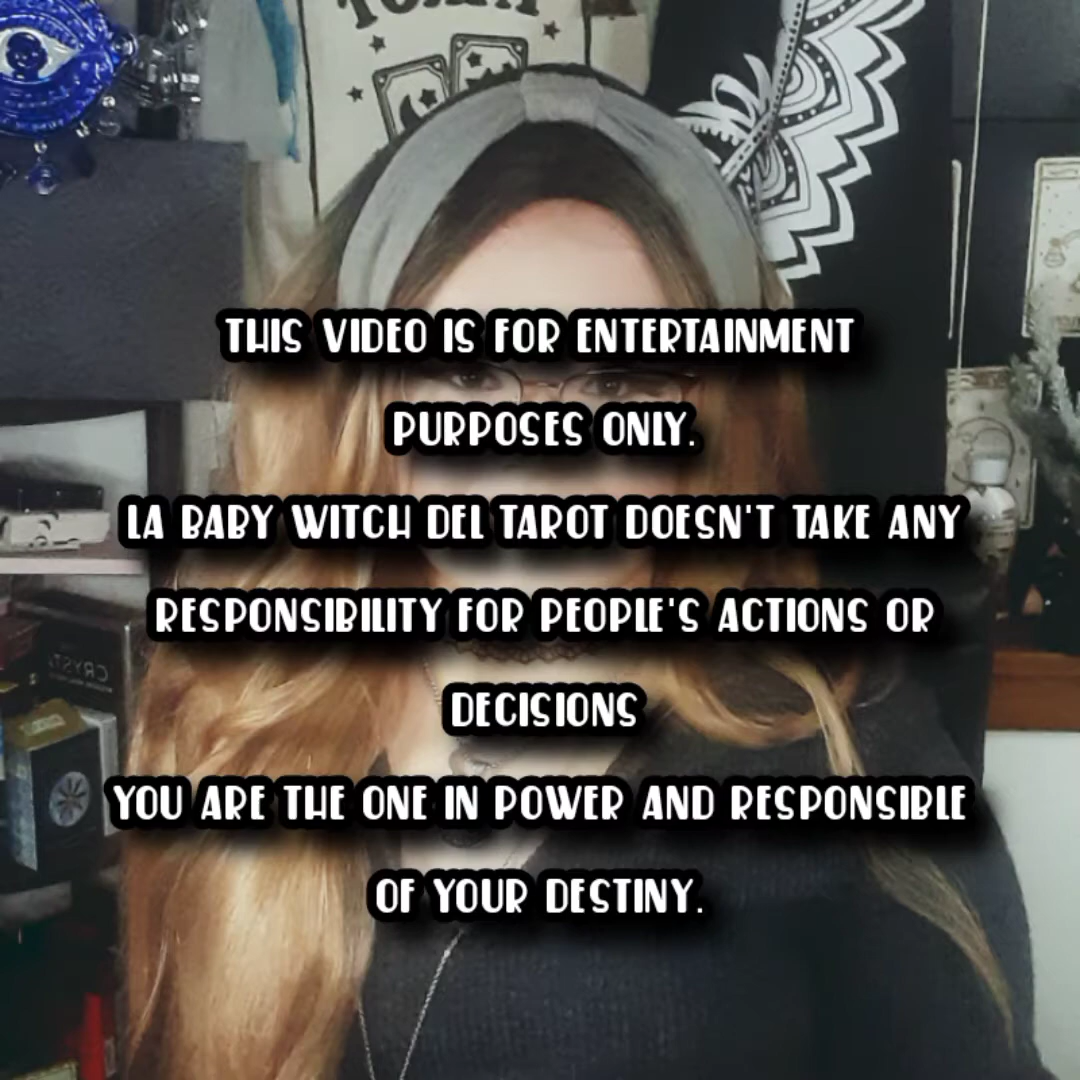 THIS VIDEO IS FOR ENTERTAINMENT
PURPOSES ONLY.
LA BABY WITCH DEL TAROT DOESN'T TAKE ANY
RESPONSIBILITY FOR PEOPLE'S ACTIONS OR
DECISIONS
YOU ARE THE ONE IN POWER AND RESPONSIBLE
OF YOUR DESTINY.